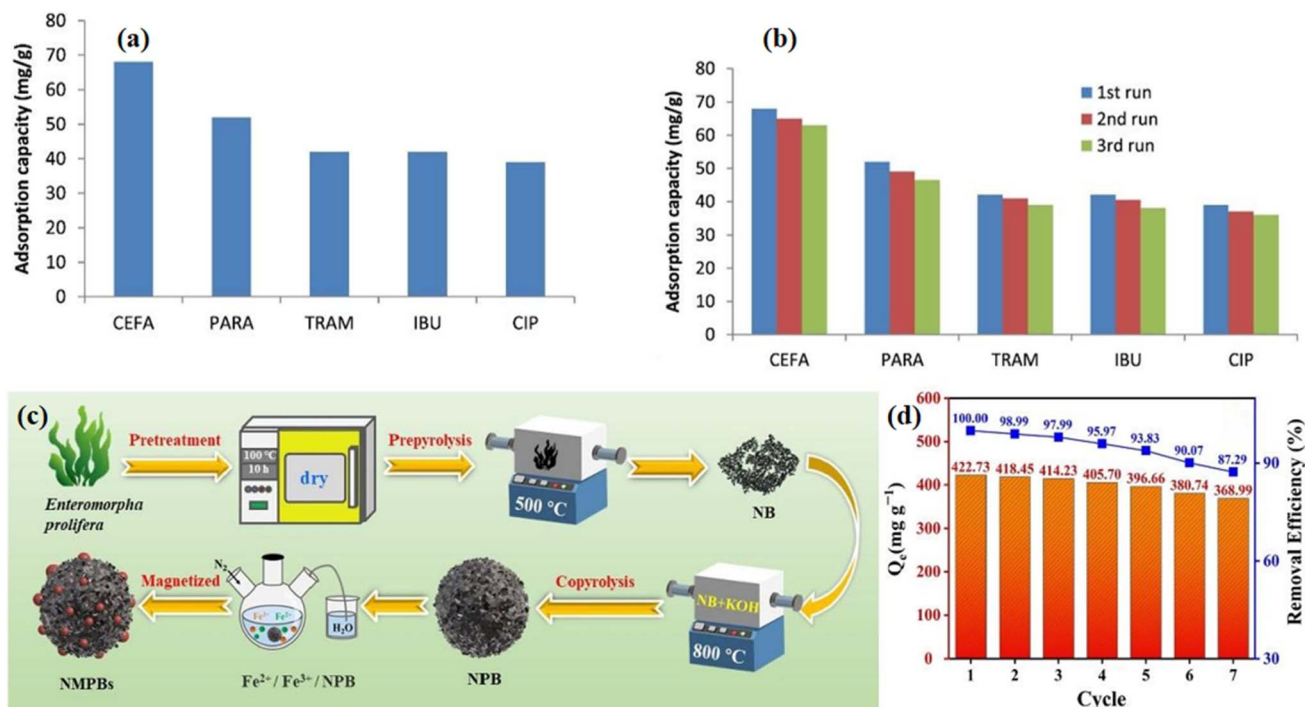 (a)
Adsorption capacity (mg/g)
80
70
60
50
40
30
20
10
0
CEFA PARA TRAM IBU CIP
(b)
Adsorption capacity (mg/g)
80
70
60
50
40
30
20
10
0
1st run
2nd run
3rd run
CEFA PARA TRAM IBU CIP
(c)
Enteromorpha
prolifera
Pretreatment
100 °C
10 h
dry
Prepyrolysis
500 °C
NB
NB+KOH
800 °C
Copyrolysis
NPB
N₂
H₂O
Fe²⁺ / Fe³⁺ / NPB
Magnetized
NMPBs
(d)
Qe(mg g⁻¹)
600
500
400
300
200
100
0
100.00 98.99 97.99 95.97 93.83 90.07 87.29
422.73 418.45 414.23 405.70 396.66 380.74 368.99
1 2 3 4 5 6 7
Cycle
90
60
30
Removal Efficiency (%)